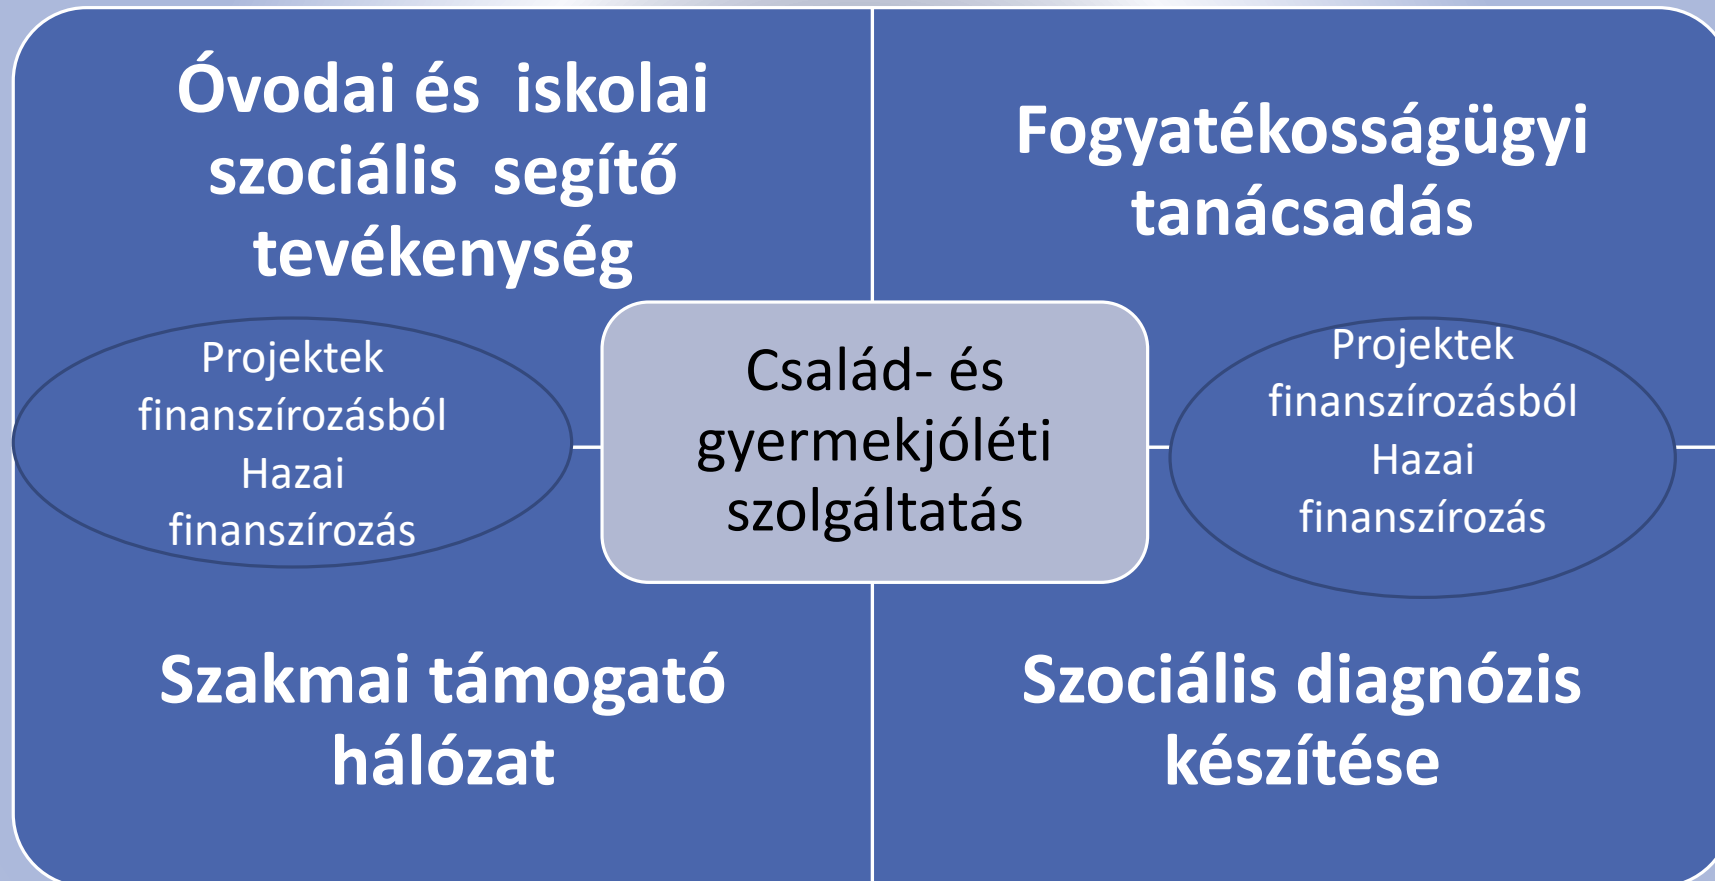 Óvodai és iskolai
szociális segítő
tevékenység
Fogyatékosságügyi
tanácsadás
Projektek
finanszírozásból
Hazai
finanszírozás
Család- és
gyermekjóléti
szolgáltatás
Projektek
finanszírozásból
Hazai
finanszírozás
Szakmai támogató
hálózat
Szociális diagnózis
készítése